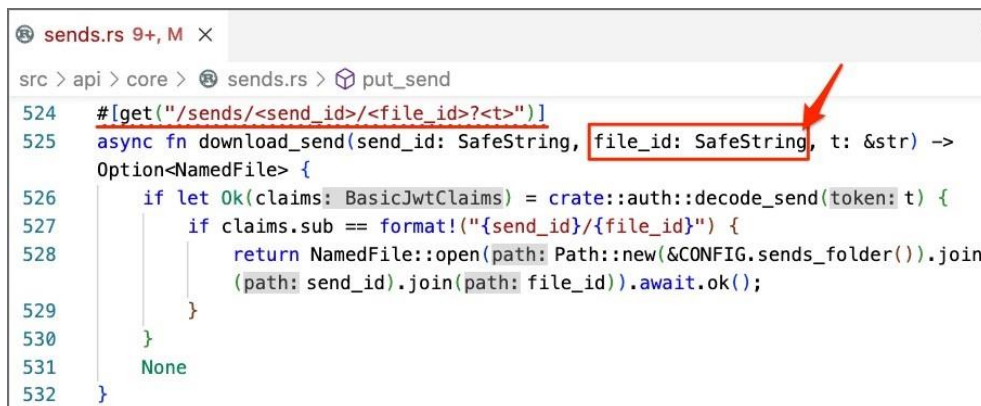 sends.rs 9+, M ×
src > api > core > sends.rs > put_send
524 #[get("/sends/<send_id>/<file_id>?<t>")]
525 async fn download_send(send_id: SafeString, file_id: SafeString, t: &str) ->
Option<NamedFile> {
526 if let Ok(claims: BasicJwtClaims) = crate::auth::decode_send(token: t) {
527 if claims.sub == format!("{send_id}/{file_id}") {
528 return NamedFile::open(path: Path::new(&CONFIG.sends_folder()).join
(path: send_id).join(path: file_id)).await.ok();
529 }
530 }
531 None
532 }